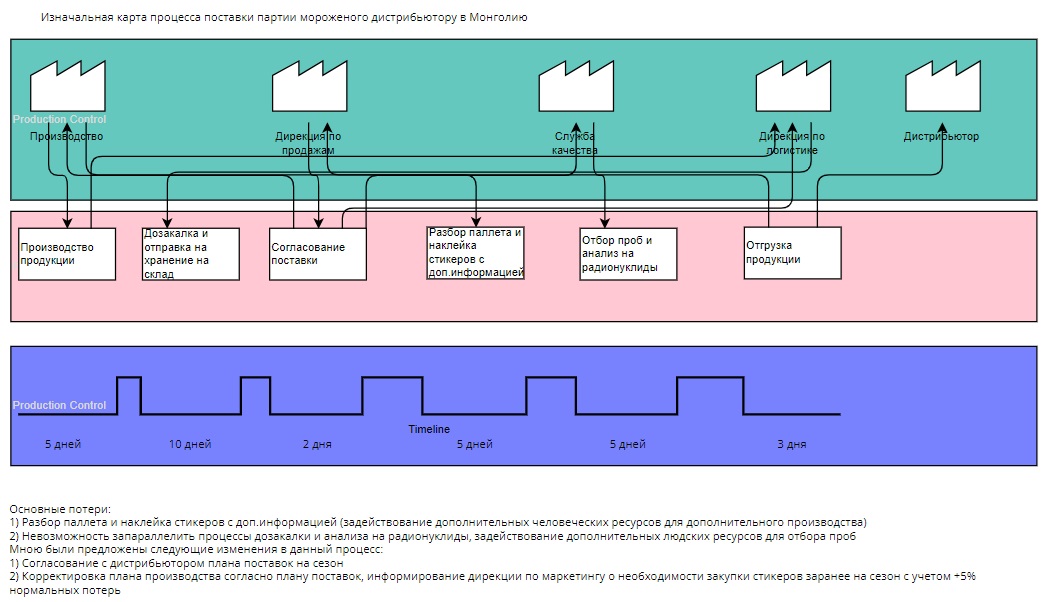 Изначальная карта процесса поставки партии мороженого дистрибьютору в Монголию
Production Control
Производство
Дирекция по
продажам
Служба
качества
Дирекция по
логистике
Дистрибьютор
Производство
продукции
Дозакалка и
отправка на
хранение на
склад
Согласование
поставки
Разбор паллета и
наклейка
стикеров с
доп.информацией
Отбор проб и
анализ на
радионуклиды
Отгрузка
продукции
Production Control
Timeline
5 дней
10 дней
2 дня
5 дней
5 дней
3 дня
Основные потери:
1) Разбор паллета и наклейка стикеров с доп.информацией (задействование дополнительных человеческих ресурсов для дополнительного производства)
2) Невозможность запараллелить процессы дозакалки и анализа на радионуклиды, задействование дополнительных людских ресурсов для отбора проб
Мною были предложены следующие изменения в данный процесс:
1) Согласование с дистрибьютором плана поставок на сезон
2) Корректировка плана производства согласно плану поставок, информирование дирекции по маркетингу о необходимости закупки стикеров заранее на сезон с учетом +5%
нормальных потерь